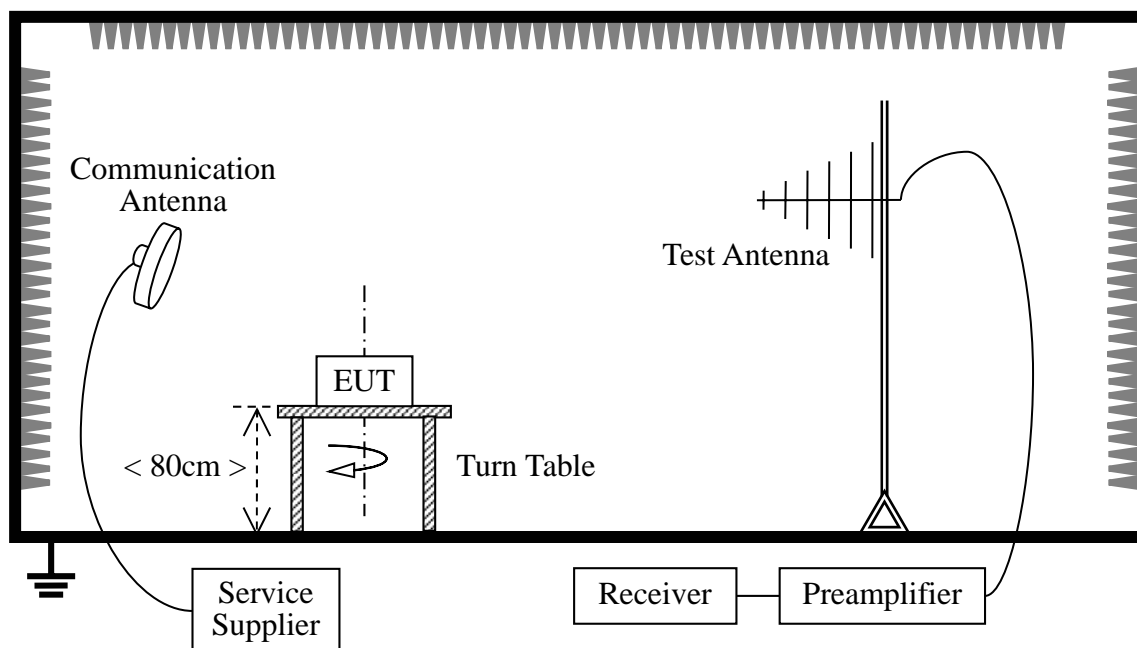 Communication
Antenna
Test Antenna
EUT
< 80cm >
Turn Table
Service
Supplier
Receiver
Preamplifier